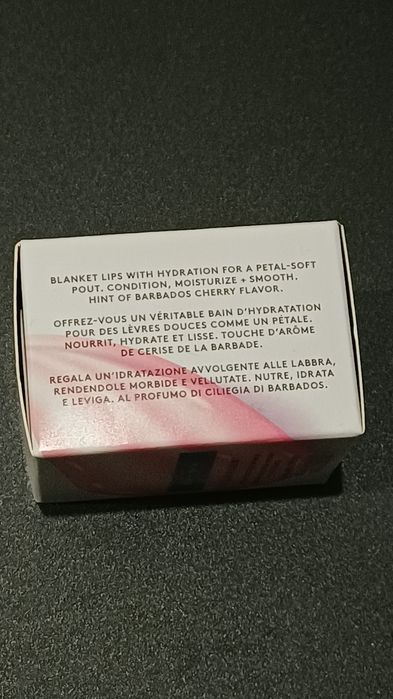 BLANKET LIPS WITH HYDRATION FOR A PETAL-SOFT
POUT. CONDITION, MOISTURIZE + SMOOTH.
HINT OF BARBADOS CHERRY FLAVOR.
OFFREZ-VOUS UN VÉRITABLE BAIN D'HYDRATATION
POUR DES LÈVRES DOUCES COMME UN PÉTALE.
NOURRIT, HYDRATE ET LISSE. TOUCHE D'ARÔME
DE CERISE DE LA BARBADE.
REGALA UN'IDRATAZIONE AVVOLGENTE ALLE LABBRA,
RENDENDOLE MORBIDE E VELLUTATE. NUTRE, IDRATA
E LEVIGA. AL PROFUMO DI CILIEGIA DI BARBADOS.